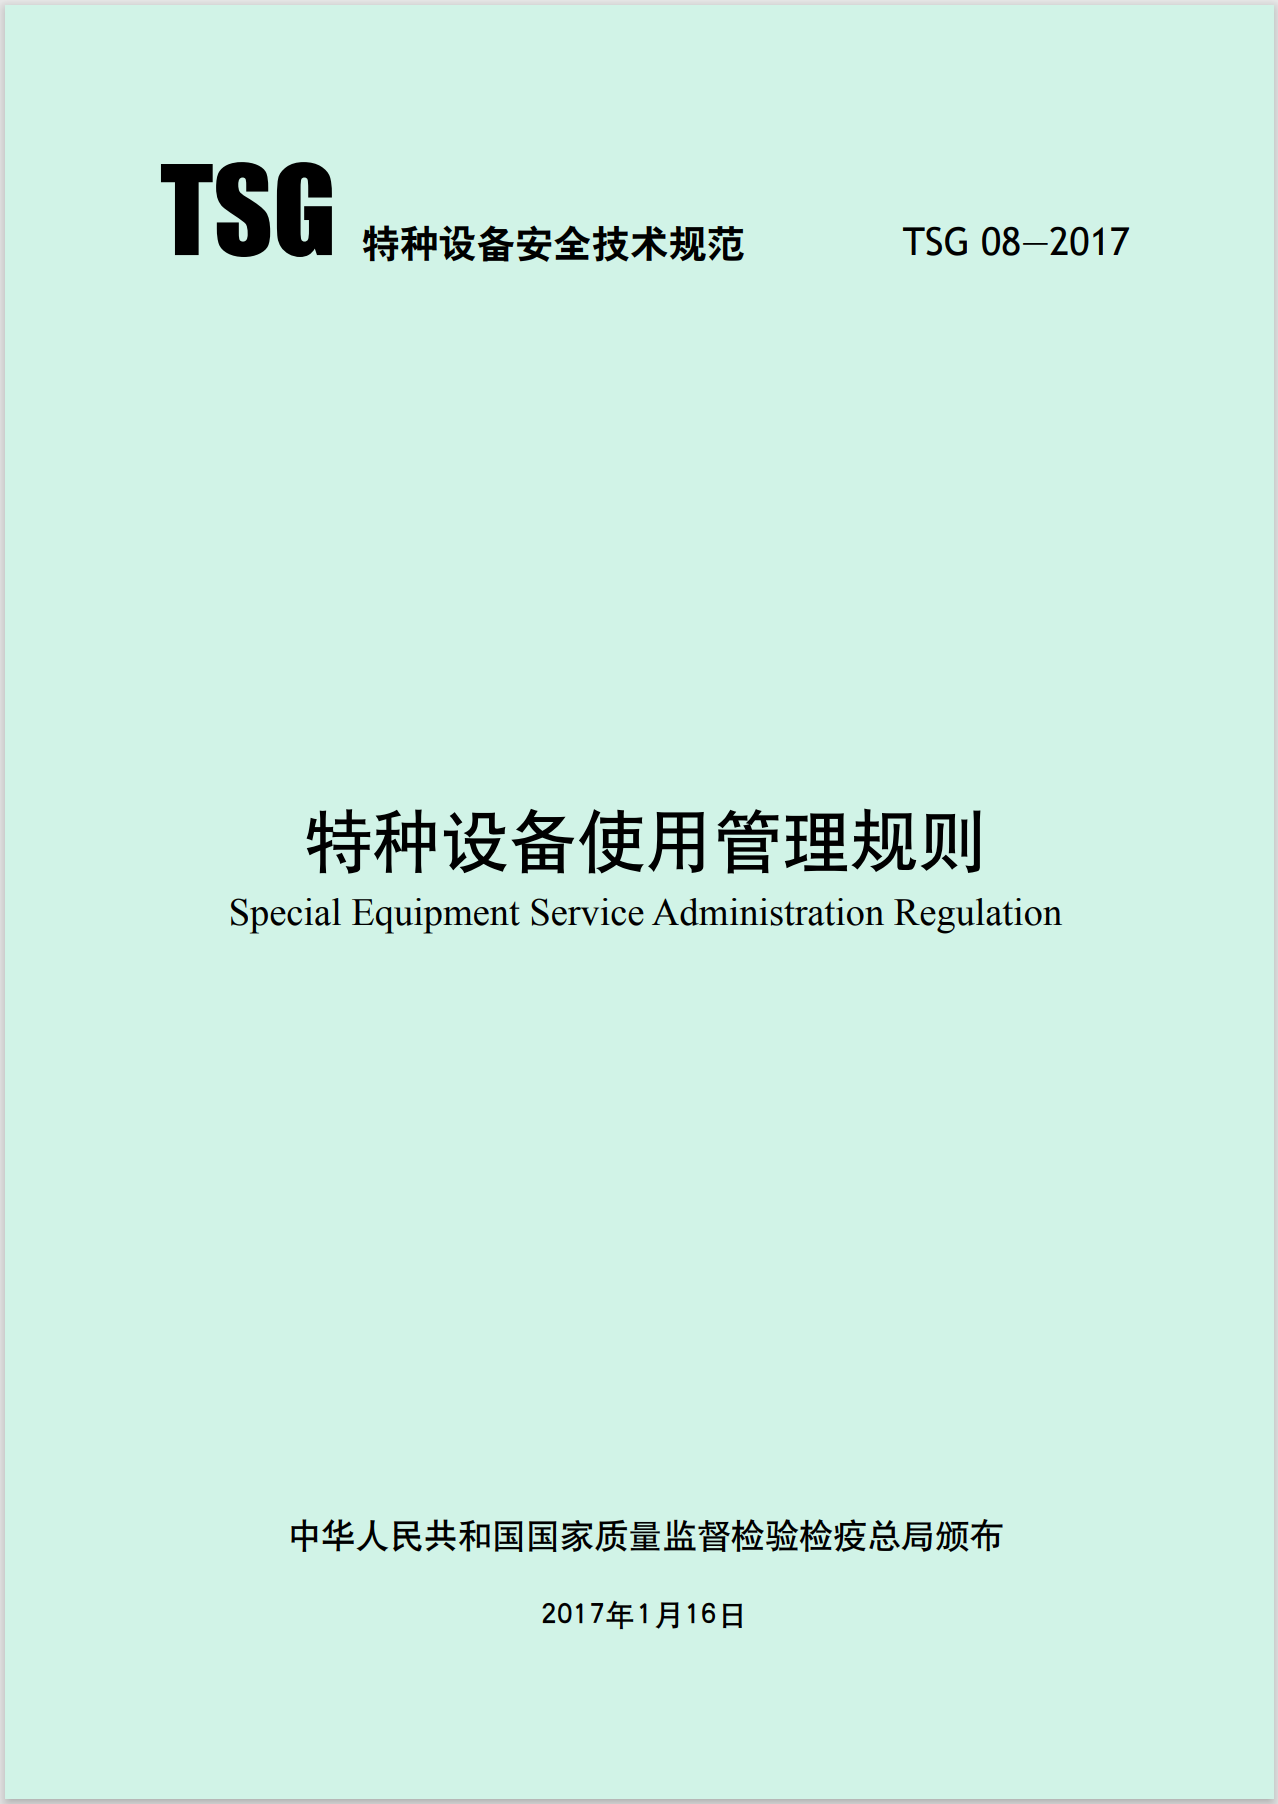 TSG 特种设备安全技术规范 TSG 08—2017
特种设备使用管理规则
Special Equipment Service Administration Regulation
中华人民共和国国家质量监督检验检疫总局颁布
2017年1月16日